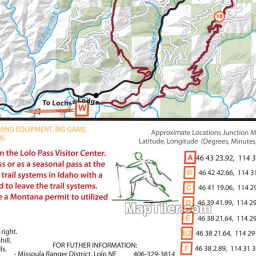 10
To Lochsa Lodge
W
VING EQUIPMENT, BIG GAME,
NE.
n the Lolo Pass Visitor Center.
ss or as a seasonal pass at the
trail systems in Idaho with a
d to leave the trail systems.
e a Montana permit to utilized
right.
hill.
s.
FOR FUTHER INFORMATION:
- Missoula Ranger District, Lolo NF 406-329-3814
Approximate Locations Junction M
Latitude, Longitude (Degrees, Minutes,
A 46 43 23.92, 114 3
B 46 42 42.66, 114 31
C 46 41 19.06, 114 29
D 46 39 41.99, 114
E 46 38 21.64, 114 29
46 38 21.64, 114
F 46 38 2.89, 114 31 3
MapTiler.com